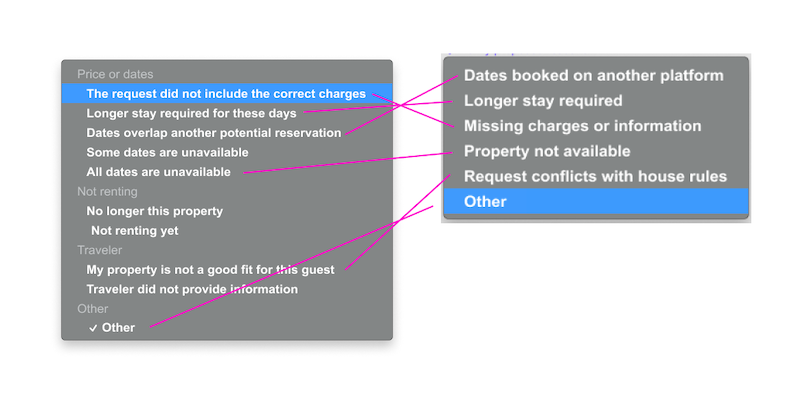 Price or dates
The request did not include the correct charges
Longer stay required for these days
Dates overlap another potential reservation
Some dates are unavailable
All dates are unavailable
Not renting
No longer this property
Not renting yet
Traveler
My property is not a good fit for this guest
Traveler did not provide information
Other
✓ Other
Dates booked on another platform
Longer stay required
Missing charges or information
Property not available
Request conflicts with house rules
Other